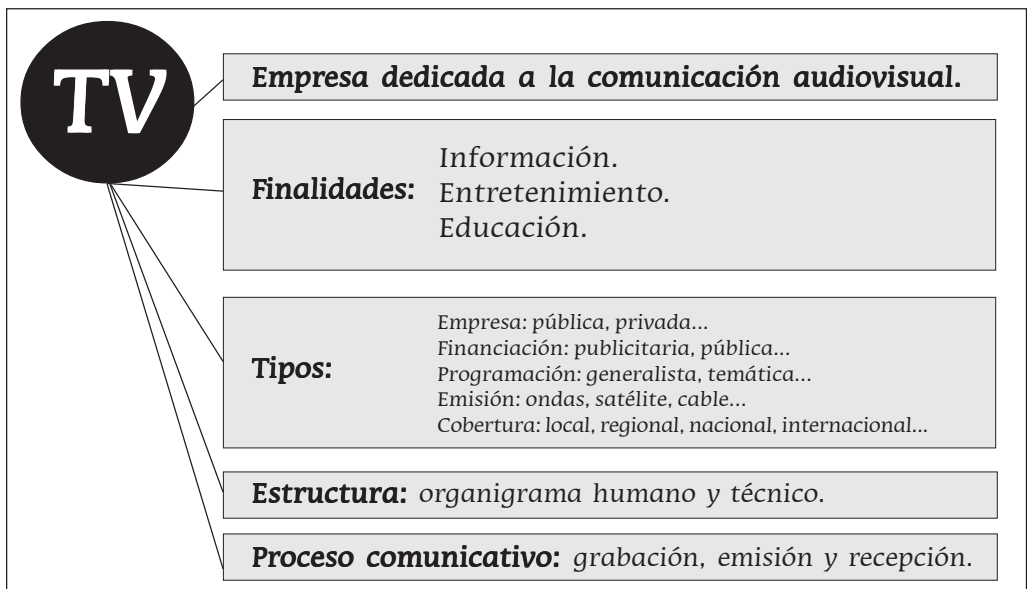 TV
Empresa dedicada a la comunicación audiovisual.
Finalidades:
Información.
Entretenimiento.
Educación.
Tipos:
Empresa: pública, privada...
Financiación: publicitaria, pública...
Programación: generalista, temática...
Emisión: ondas, satélite, cable...
Cobertura: local, regional, nacional, internacional...
Estructura: organigrama humano y técnico.
Proceso comunicativo: grabación, emisión y recepción.